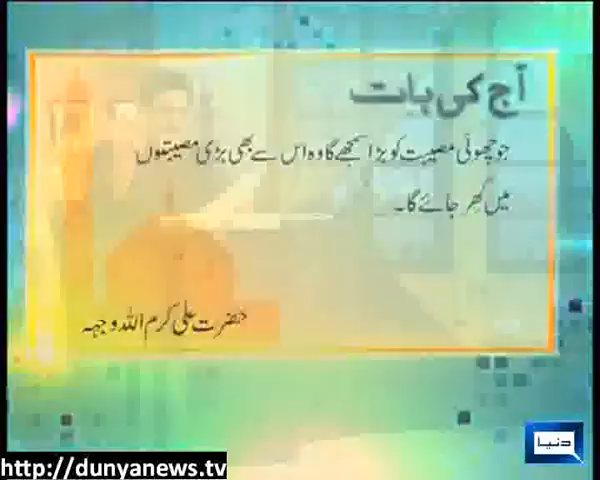 آج کی بات
جو چھوٹی مصیبت کو بڑا سمجھے گا وہ اس سے بھی بڑی مصیبتوں
میں گھر جائے گا۔
حضرت علی کرم اللہ وجہہ
دنیا
http://dunyanews.tv